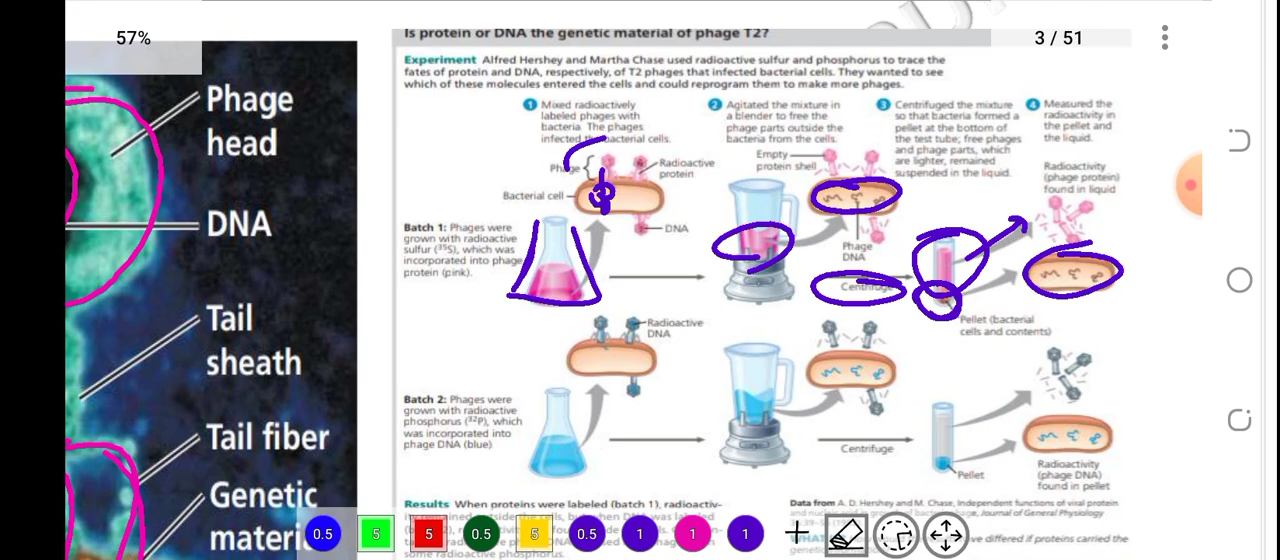 57%
3 / 51
Phage
head
DNA
Tail
sheath
Tail fiber
Genetic
Is protein or DNA the genetic material of phage T2?
Experiment Alfred Hershey and Martha Chase used radioactive sulfur and phosphorus to trace the
fates of protein and DNA, respectively, of T2 phages that infected bacterial cells. They wanted to see
which of these molecules entered the cells and could reprogram them to make more phages.
1 Mixed radioactively
labeled phages with
bacteria. The phages
infected the bacterial cells.
2 Agitated the mixture in
a blender to free the
phage parts outside the
bacteria from the cells.
3 Centrifuged the mixture
so that bacteria formed a
pellet at the bottom of
the test tube; free phages
and phage parts, which
are lighter, remained
suspended in the liquid.
4 Measured the
radioactivity in
the pellet and
the liquid.
Phage
Radioactive
protein
Bacterial cell
DNA
Empty
protein shell
Phage
DNA
Centrifuge
Radioactivity
(phage protein)
found in liquid
Batch 1: Phages were
grown with radioactive
sulfur (35S), which was
incorporated into phage
protein (pink).
Pellet (bacterial
cells and contents)
Radioactive
DNA
Batch 2: Phages were
grown with radioactive
phosphorus (32P), which
was incorporated into
phage DNA (blue).
Centrifuge
Pellet
Radioactivity
(phage DNA)
found in pellet
Results When proteins were labeled (batch 1), radioactiv-
some radioactive phosphorus.
Data from A. D. Hershey and M. Chase, Independent functions of viral protein
Journal of General Physiology
have differed if proteins carried the
0.5
5
5
0.5
5
0.5
1
1
1